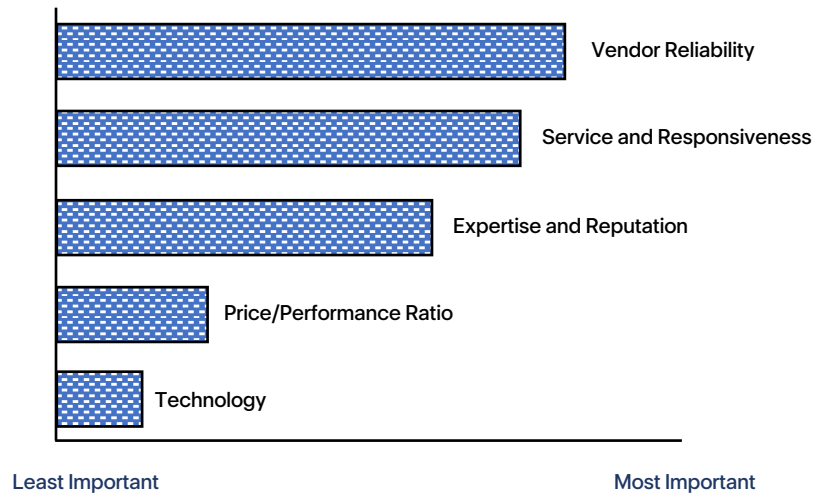 Vendor Reliability
Service and Responsiveness
Expertise and Reputation
Price/Performance Ratio
Technology
Least Important
Most Important